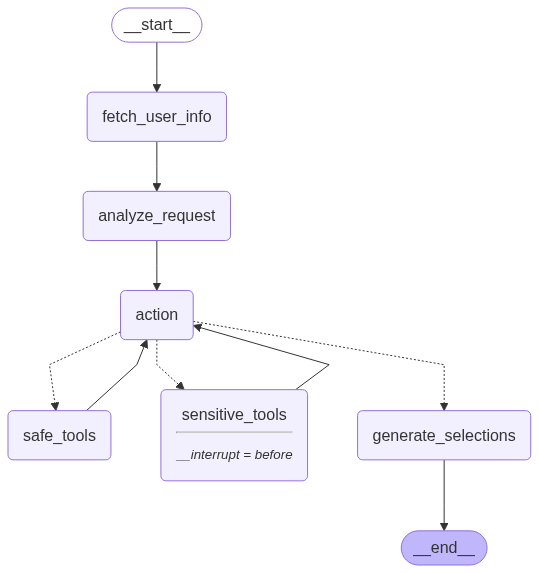 __start__
fetch_user_info
analyze_request
action
safe_tools
sensitive_tools
__interrupt = before
generate_selections
__end__